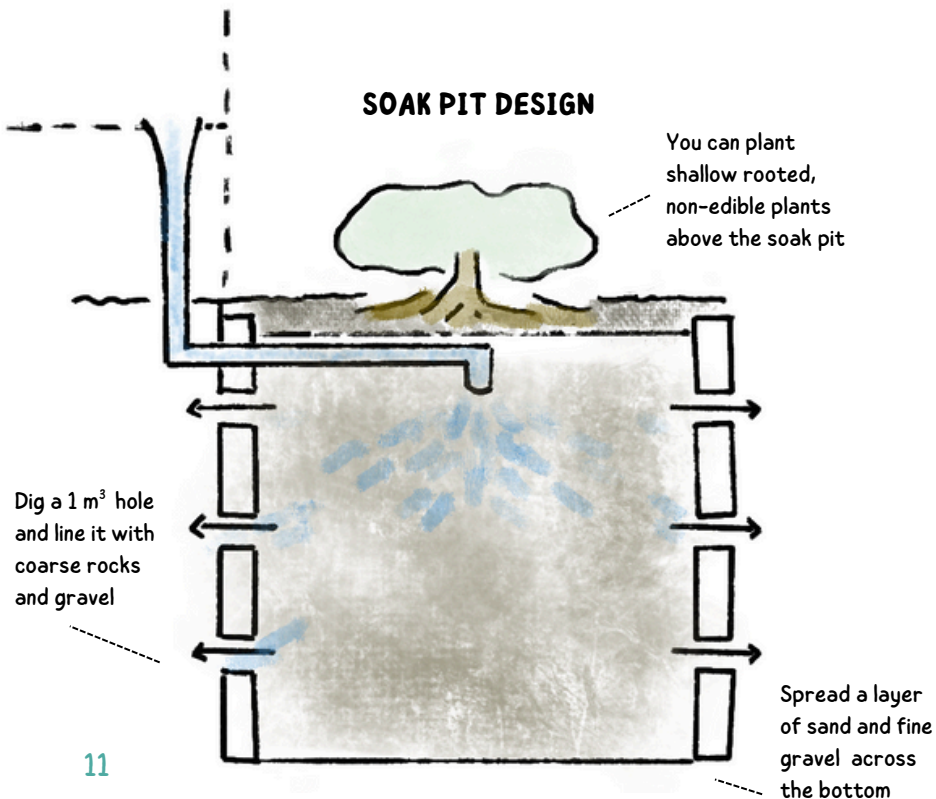 SOAK PIT DESIGN
You can plant
shallow rooted,
non-edible plants
above the soak pit
Dig a 1 m³ hole
and line it with
coarse rocks
and gravel
Spread a layer
of sand and fine
gravel across
the bottom
11